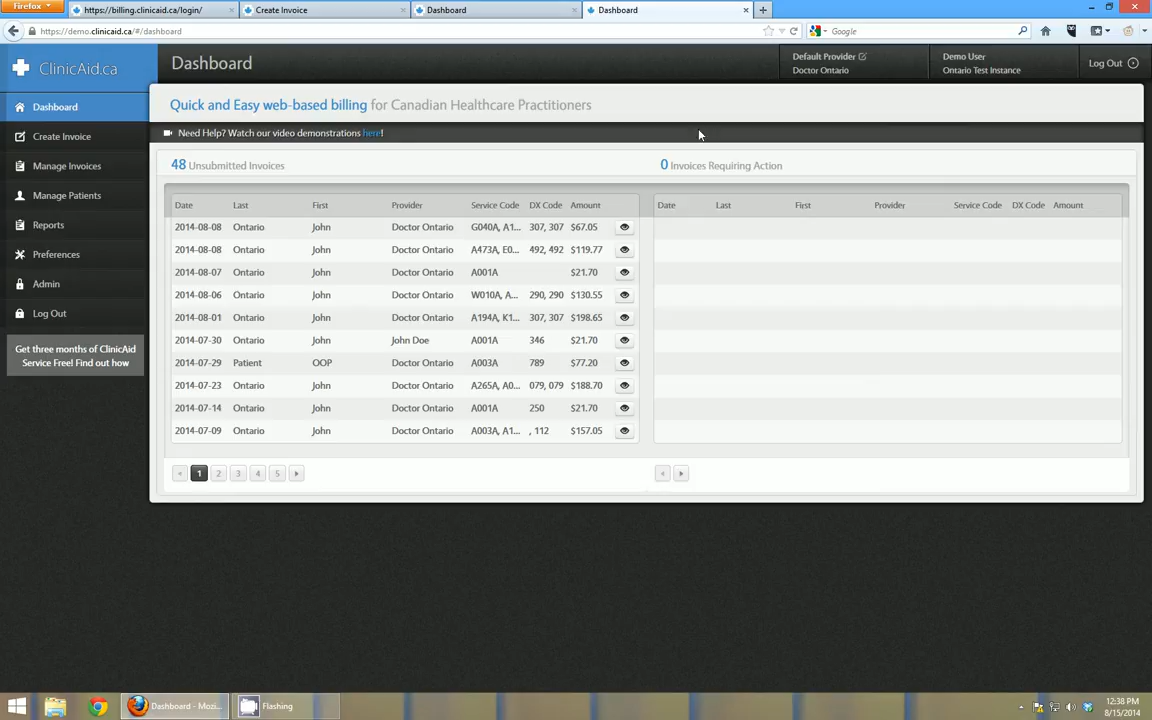 Firefox
https://billing.clinicaid.ca/login/
Create Invoice
Dashboard
Dashboard
https://demo.clinicaid.ca/#/dashboard
Google
ClinicAid.ca
Dashboard
Default Provider
Doctor Ontario
Demo User
Ontario Test Instance
Log Out
Dashboard
Create Invoice
Manage Invoices
Manage Patients
Reports
Preferences
Admin
Log Out
Get three months of ClinicAid
Service Free! Find out how
Quick and Easy web-based billing for Canadian Healthcare Practitioners
Need Help? Watch our video demonstrations here!
48 Unsubmitted Invoices
Date Last First Provider Service Code DX Code Amount
2014-08-08 Ontario John Doctor Ontario G040A, A1... 307, 307 $67.05
2014-08-08 Ontario John Doctor Ontario A473A, E0... 492, 492 $119.77
2014-08-07 Ontario John Doctor Ontario A001A $21.70
2014-08-06 Ontario John Doctor Ontario W010A, A... 290, 290 $130.55
2014-08-01 Ontario John Doctor Ontario A194A, K1... 307, 307 $198.65
2014-07-30 Ontario John John Doe A001A 346 $21.70
2014-07-29 Patient OOP Doctor Ontario A003A 789 $77.20
2014-07-23 Ontario John Doctor Ontario A265A, A0... 079, 079 $188.70
2014-07-14 Ontario John Doctor Ontario A001A 250 $21.70
2014-07-09 Ontario John Doctor Ontario A003A, A1... , 112 $157.05
1 2 3 4 5
0 Invoices Requiring Action
Date Last First Provider Service Code DX Code Amount
Dashboard - Mozi...
Flashing
12:38 PM
8/15/2014